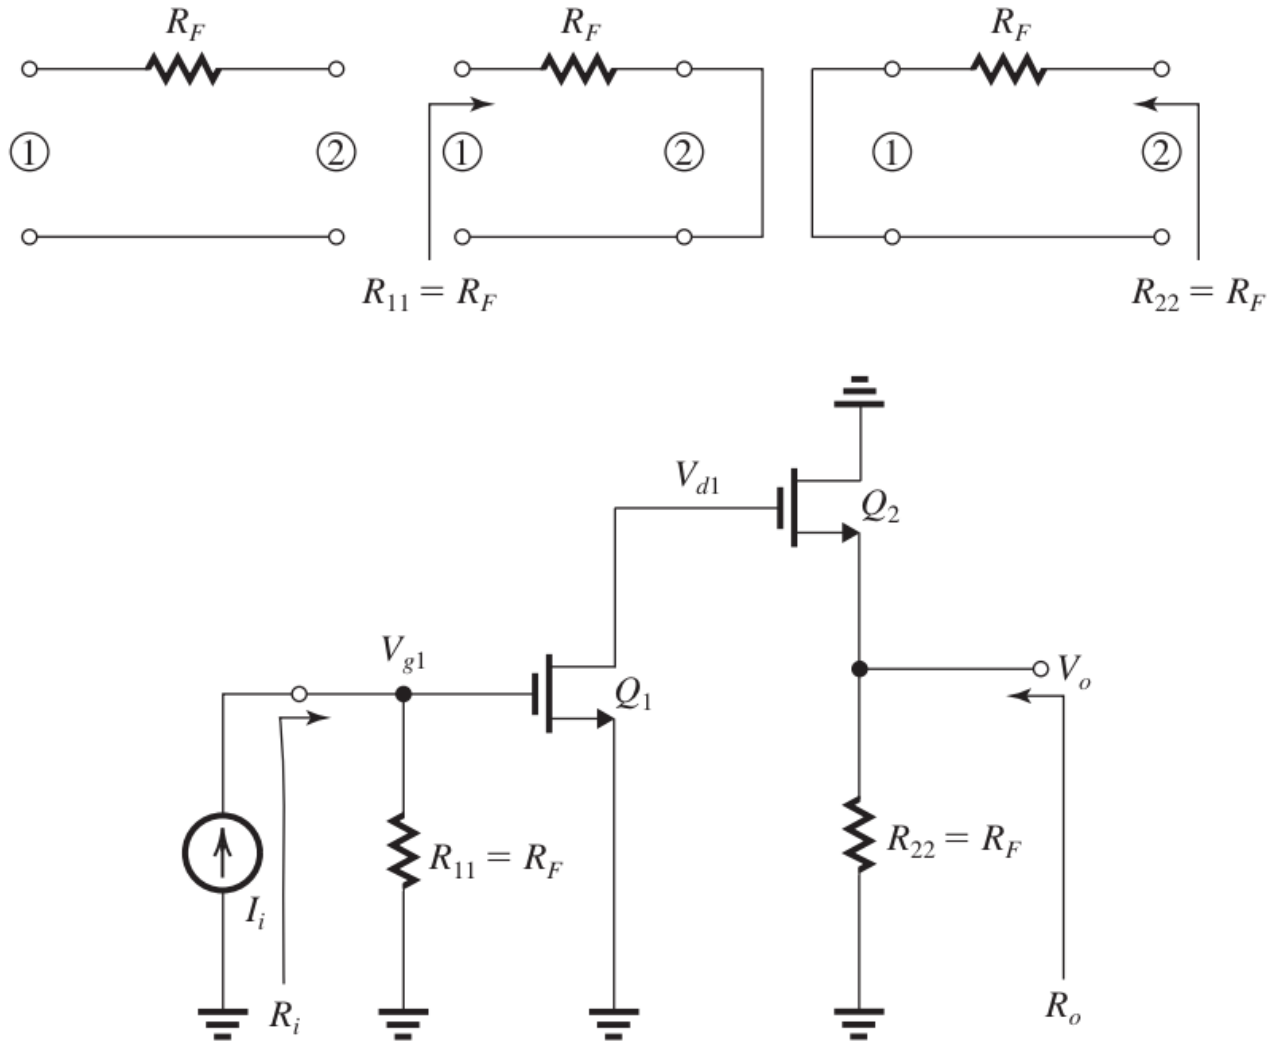 R_F R_F R_F
① ② ① ② ① ②
R_11 = R_F R_22 = R_F
V_d1
Q_2
V_g1
Q_1
V_o
R_11 = R_F R_22 = R_F
I_i
R_i R_o